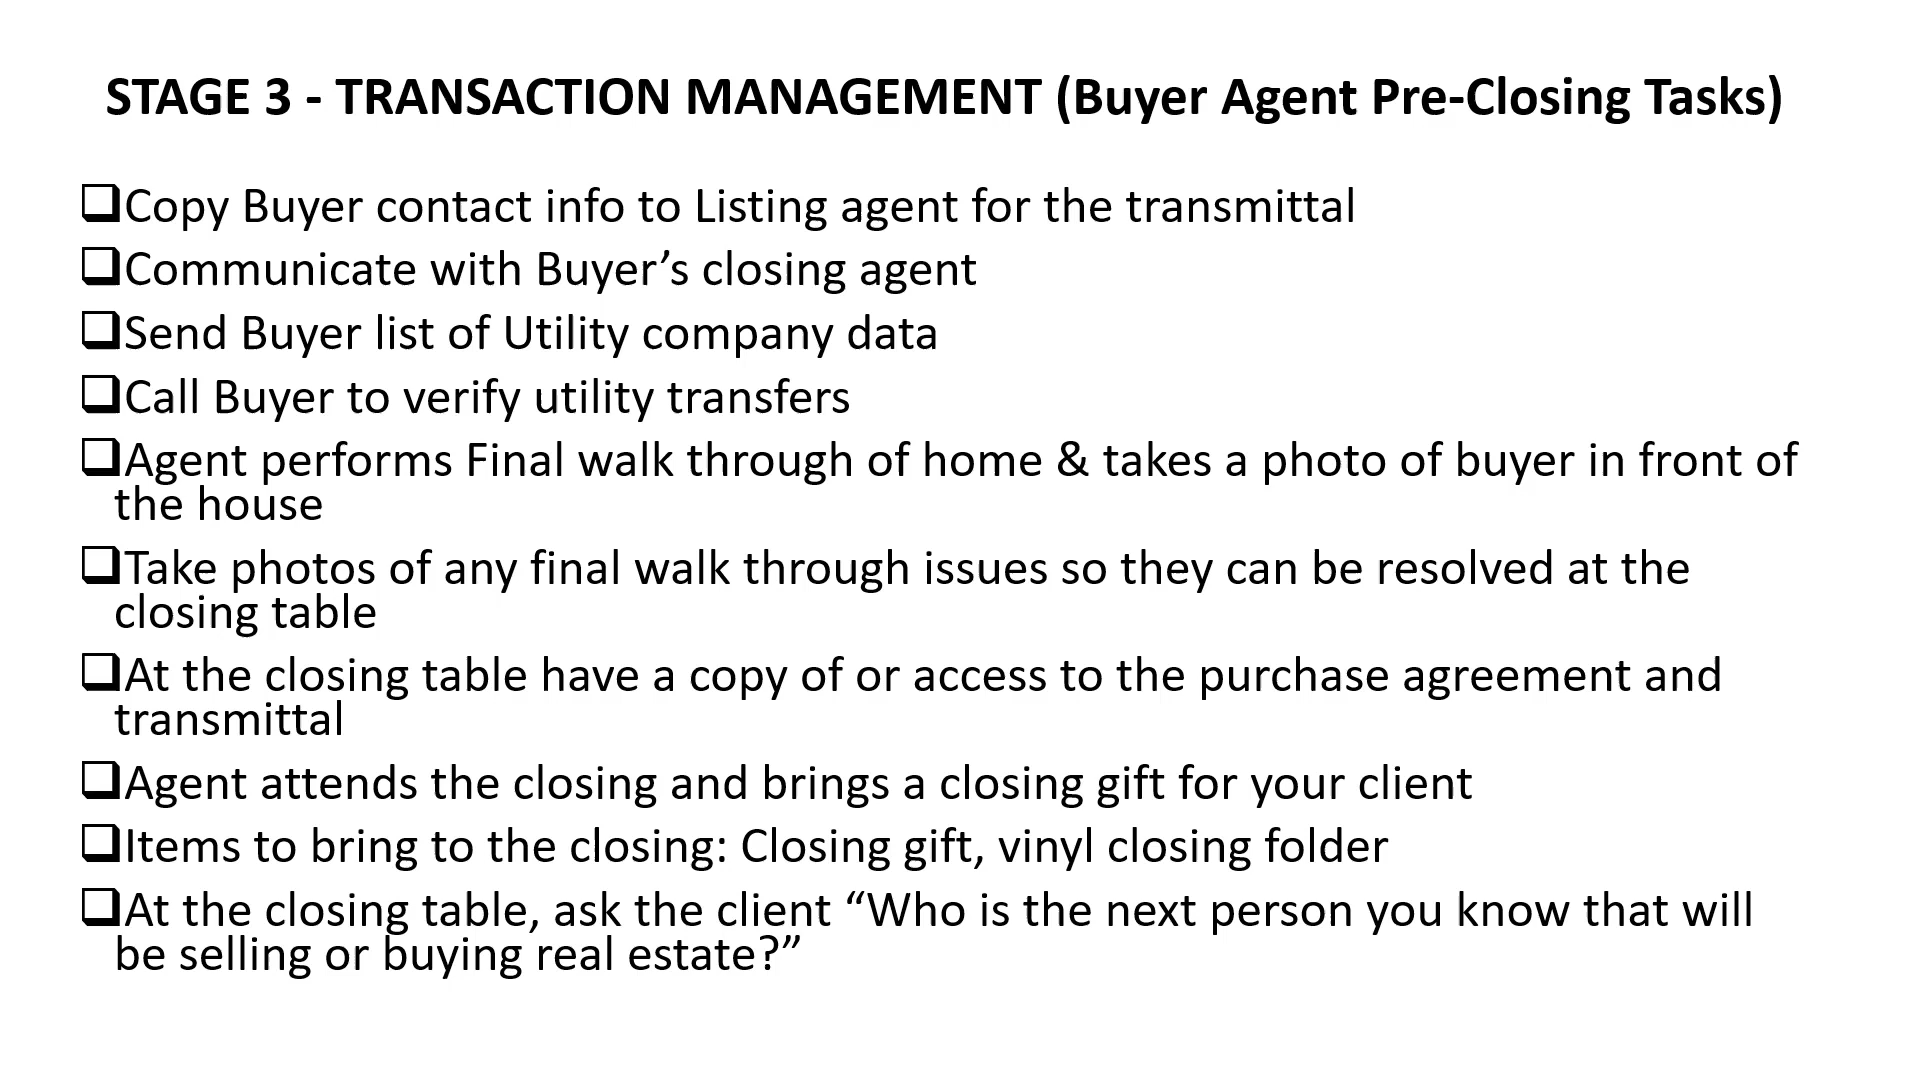 STAGE 3 - TRANSACTION MANAGEMENT (Buyer Agent Pre-Closing Tasks)
❑Copy Buyer contact info to Listing agent for the transmittal
❑Communicate with Buyer’s closing agent
❑Send Buyer list of Utility company data
❑Call Buyer to verify utility transfers
❑Agent performs Final walk through of home & takes a photo of buyer in front of
the house
❑Take photos of any final walk through issues so they can be resolved at the
closing table
❑At the closing table have a copy of or access to the purchase agreement and
transmittal
❑Agent attends the closing and brings a closing gift for your client
❑Items to bring to the closing: Closing gift, vinyl closing folder
❑At the closing table, ask the client “Who is the next person you know that will
be selling or buying real estate?”